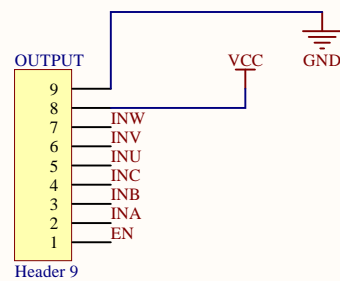 OUTPUT
VCC
GND
9
8
7 INW
6 INV
5 INU
4 INC
3 INB
2 INA
1 EN
Header 9